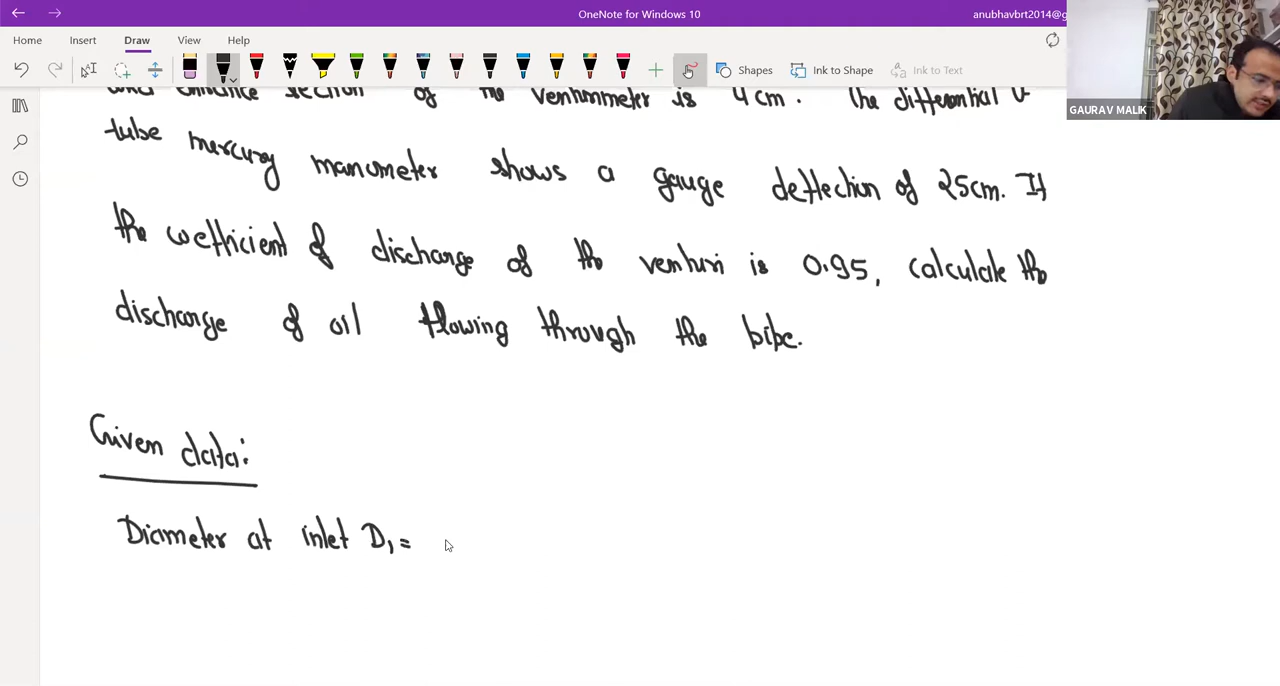 OneNote for Windows 10
anubhavbrt2014@g
Home Insert Draw View Help
Shapes Ink to Shape Ink to Text
GAURAV MALIK
section of the venturimeter is 4cm. The differential U-
tube mercury manometer shows a gauge deflection of 25cm. If
the coefficient of discharge of the venturi is 0.95, calculate the
discharge of oil flowing through the pipe.
Given data:
Diameter at inlet D₁ =